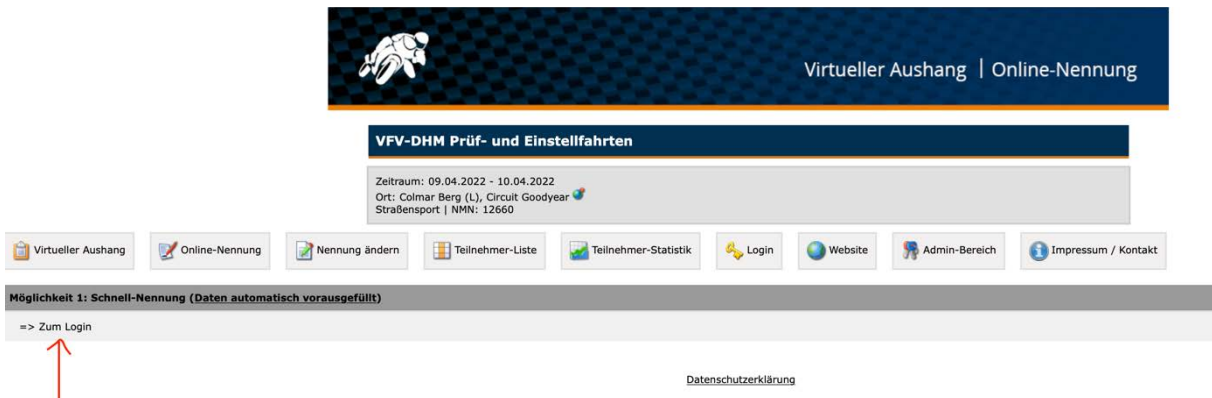 Virtueller Aushang | Online-Nennung
VFV-DHM Prüf- und Einstellfahrten
Zeitraum: 09.04.2022 - 10.04.2022
Ort: Colmar Berg (L), Circuit Goodyear
Straßensport | NMN: 12660
Virtueller Aushang Online-Nennung Nennung ändern Teilnehmer-Liste Teilnehmer-Statistik Login Website Admin-Bereich Impressum / Kontakt
Möglichkeit 1: Schnell-Nennung (Daten automatisch vorausgefüllt)
=> Zum Login
Datenschutzerklärung